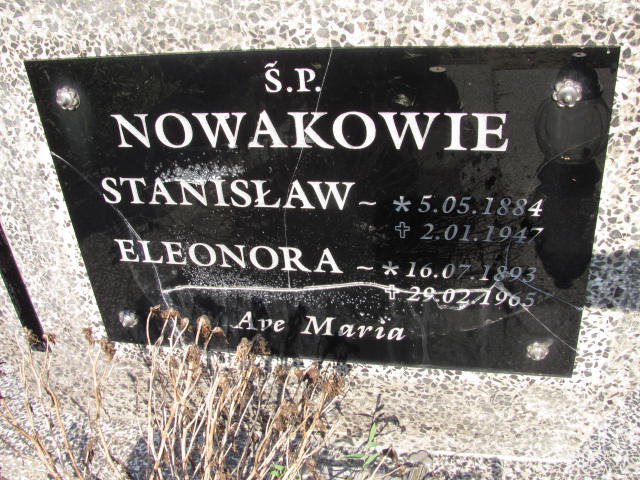 Ś.P.
NOWAKOWIE
STANISŁAW ~ * 5.05.1884
✝ 2.01.1947
ELEONORA ~ * 16.07.1893
✝ 29.02.1965
Ave Maria